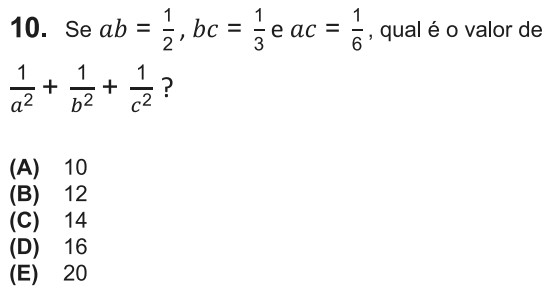 10. Se ab = 1/2, bc = 1/3 e ac = 1/6, qual é o valor de
1/a² + 1/b² + 1/c² ?
(A) 10
(B) 12
(C) 14
(D) 16
(E) 20